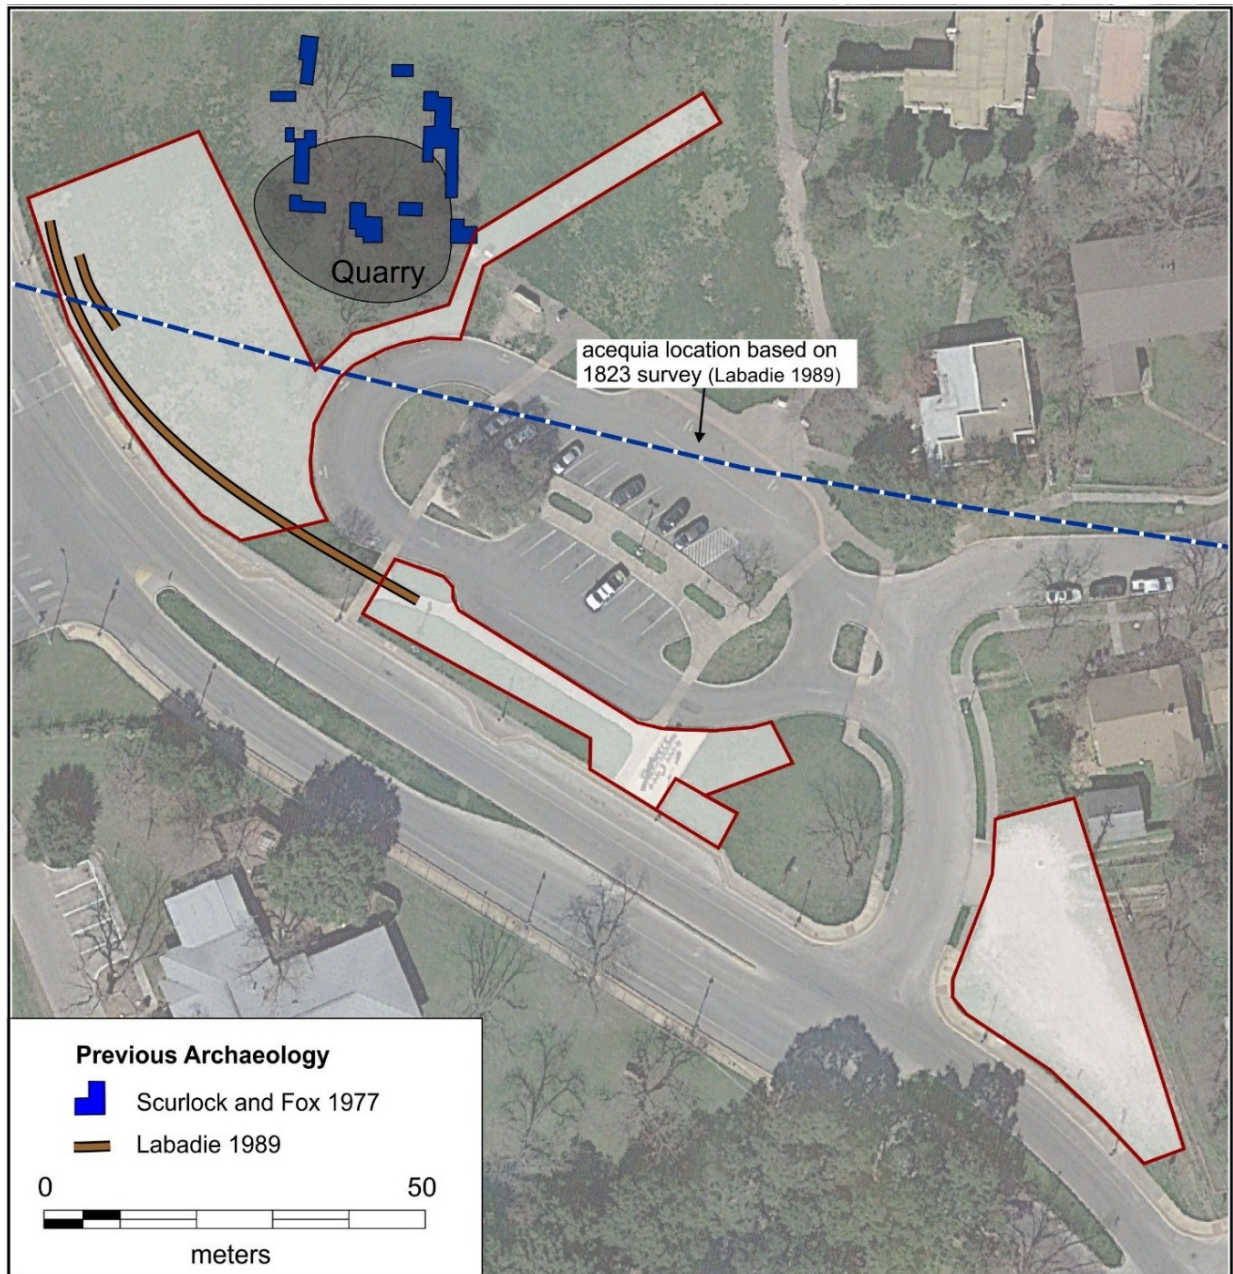 Quarry
acequia location based on
1823 survey (Labadie 1989)
Previous Archaeology
Scurlock and Fox 1977
Labadie 1989
0 50
meters